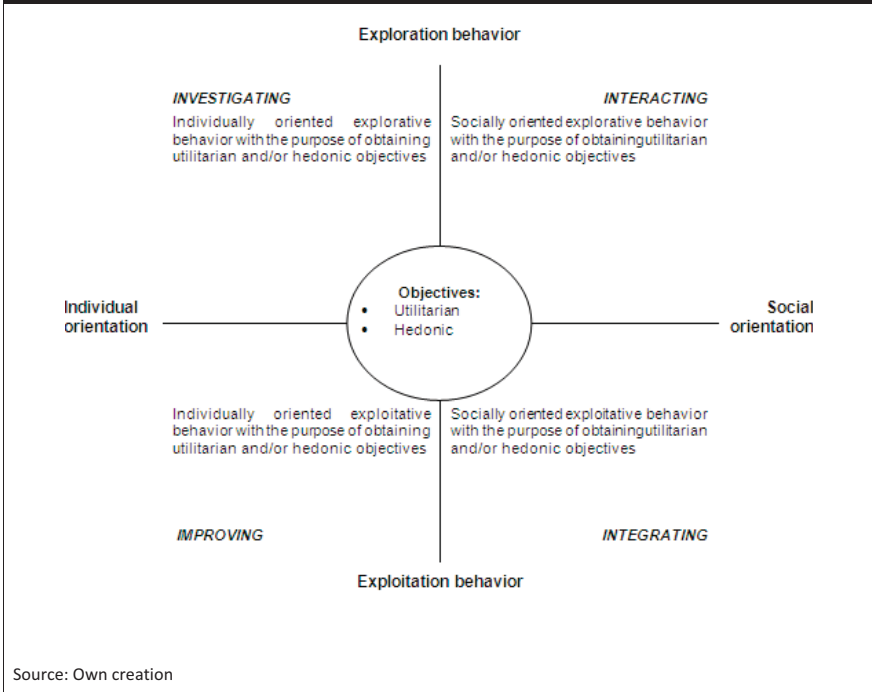 Exploration behavior
INVESTIGATING
Individually oriented explorative
behavior with the purpose of obtaining
utilitarian and/or hedonic objectives
INTERACTING
Socially oriented explorative behavior
with the purpose of obtainingutilitarian
and/or hedonic objectives
Individual
orientation
Objectives:
• Utilitarian
• Hedonic
Social
orientation
Individually oriented exploitative
behavior with the purpose of obtaining
utilitarian and/or hedonic objectives
IMPROVING
Socially oriented exploitative behavior
with the purpose of obtainingutilitarian
and/or hedonic objectives
INTEGRATING
Exploitation behavior
Source: Own creation